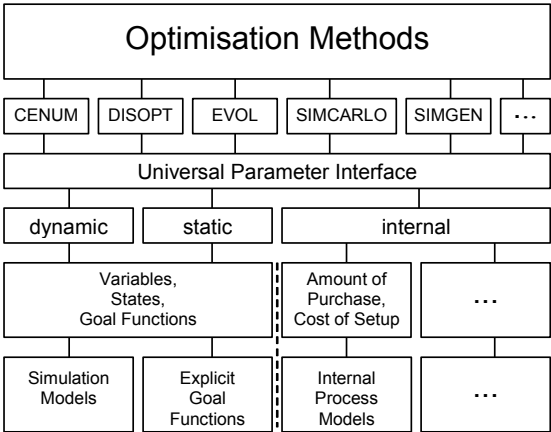 Optimisation Methods
CENUM DISOPT EVOL SIMCARLO SIMGEN ...
Universal Parameter Interface
dynamic static internal
Variables,
States,
Goal Functions
Amount of
Purchase,
Cost of Setup
...
Simulation
Models
Explicit
Goal
Functions
Internal
Process
Models
...